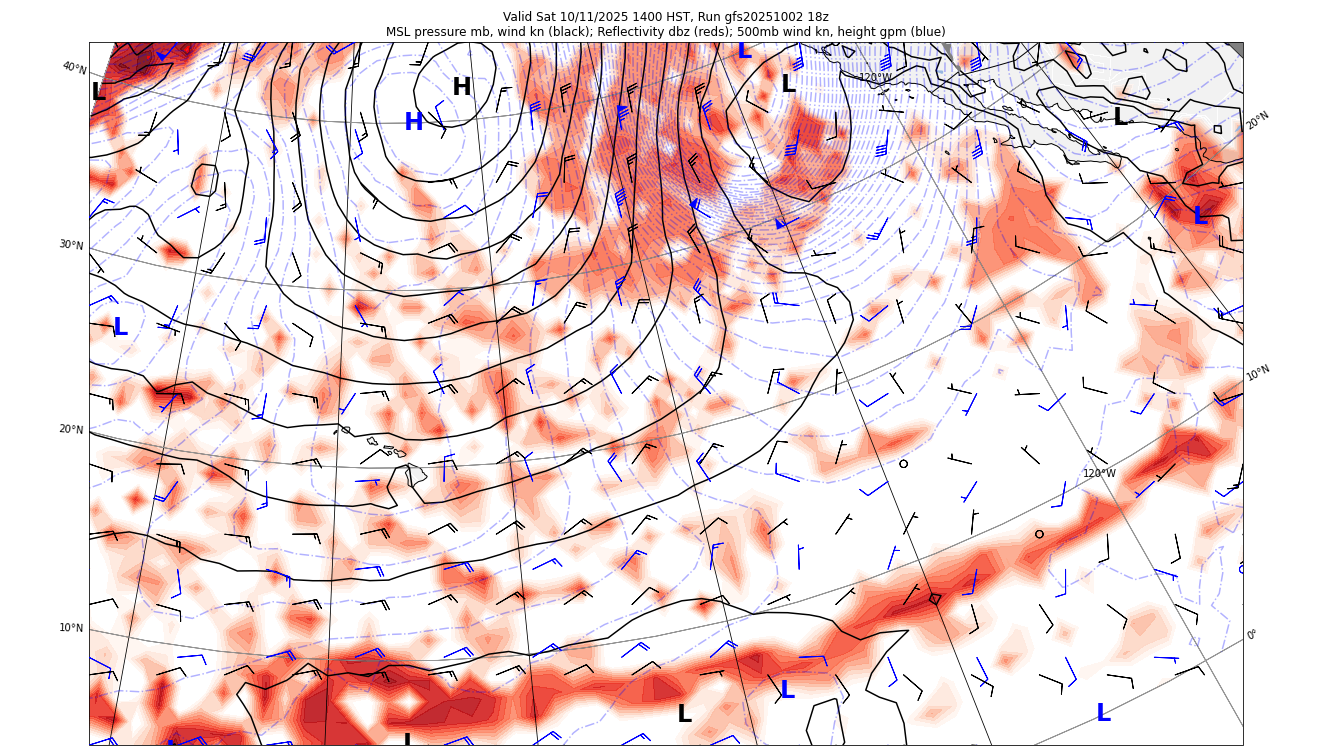 Valid Sat 10/11/2025 1400 HST, Run gfs20251002 18z
MSL pressure mb, wind kn (black); Reflectivity dbz (reds); 500mb wind kn, height gpm (blue)
L
L
40°N
120°W
H
L
L
H
L
20°N
L
30°N
L
10°N
20°N
120°W
10°N
0°
L
L
L
L